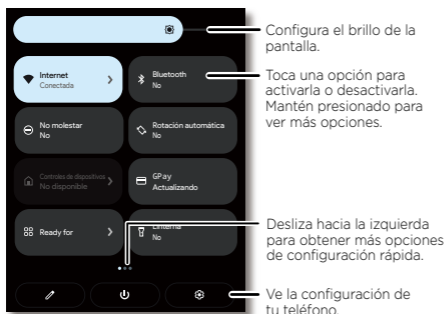 Configura el brillo de la
pantalla.
Internet
Conectada
Bluetooth
No
Toca una opción para
activarla o desactivarla.
Mantén presionado para
ver más opciones.
No molestar
No
Rotación automática
No
Controles de dispositivos
No disponible
GPay
Actualizando
Ready for
Linterna
No
Desliza hacia la izquierda
para obtener más opciones
de configuración rápida.
Ve la configuración de
tu teléfono.